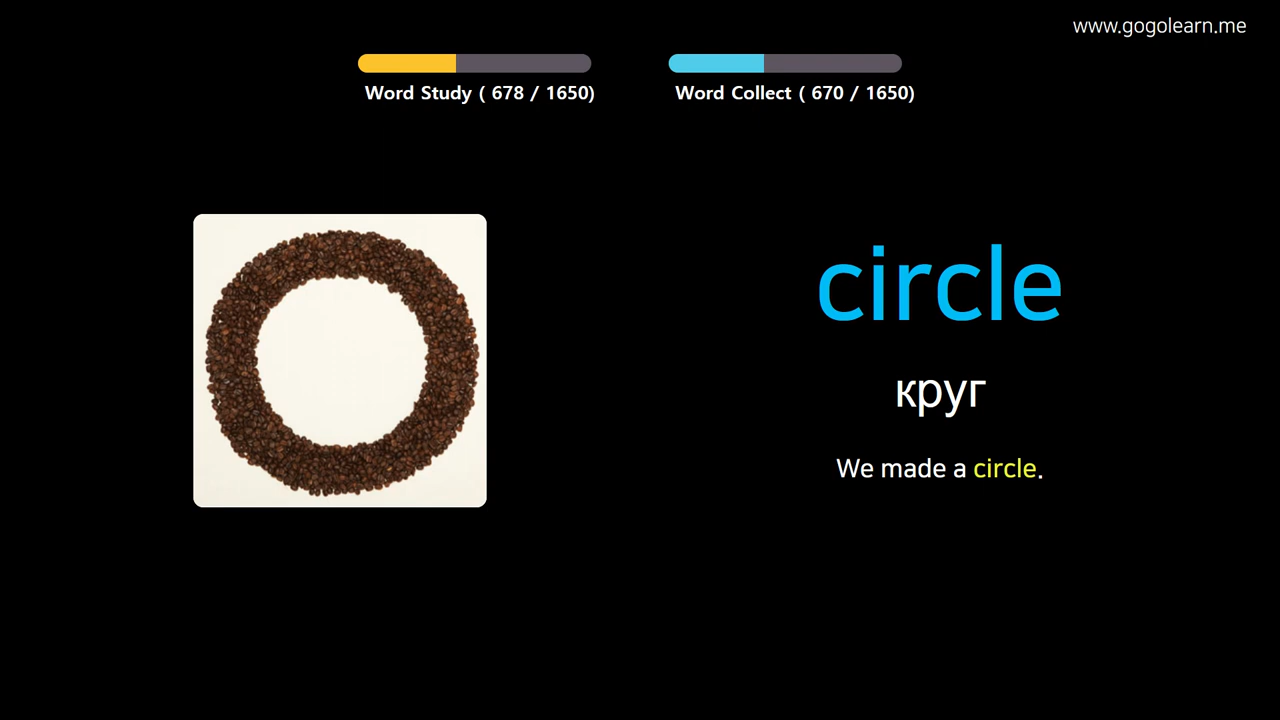 www.gogolearn.me
Word Study ( 678 / 1650)
Word Collect ( 670 / 1650)
circle
круг
We made a circle.